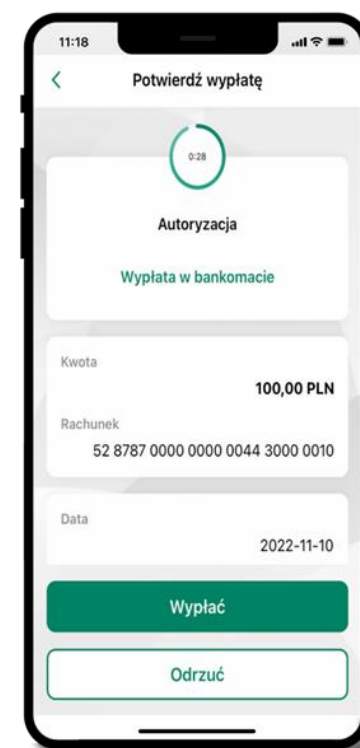 11:18
Potwierdź wypłatę
0:28
Autoryzacja
Wypłata w bankomacie
Kwota
100,00 PLN
Rachunek
52 8787 0000 0000 0044 3000 0010
Data
2022-11-10
Wypłać
Odrzuć